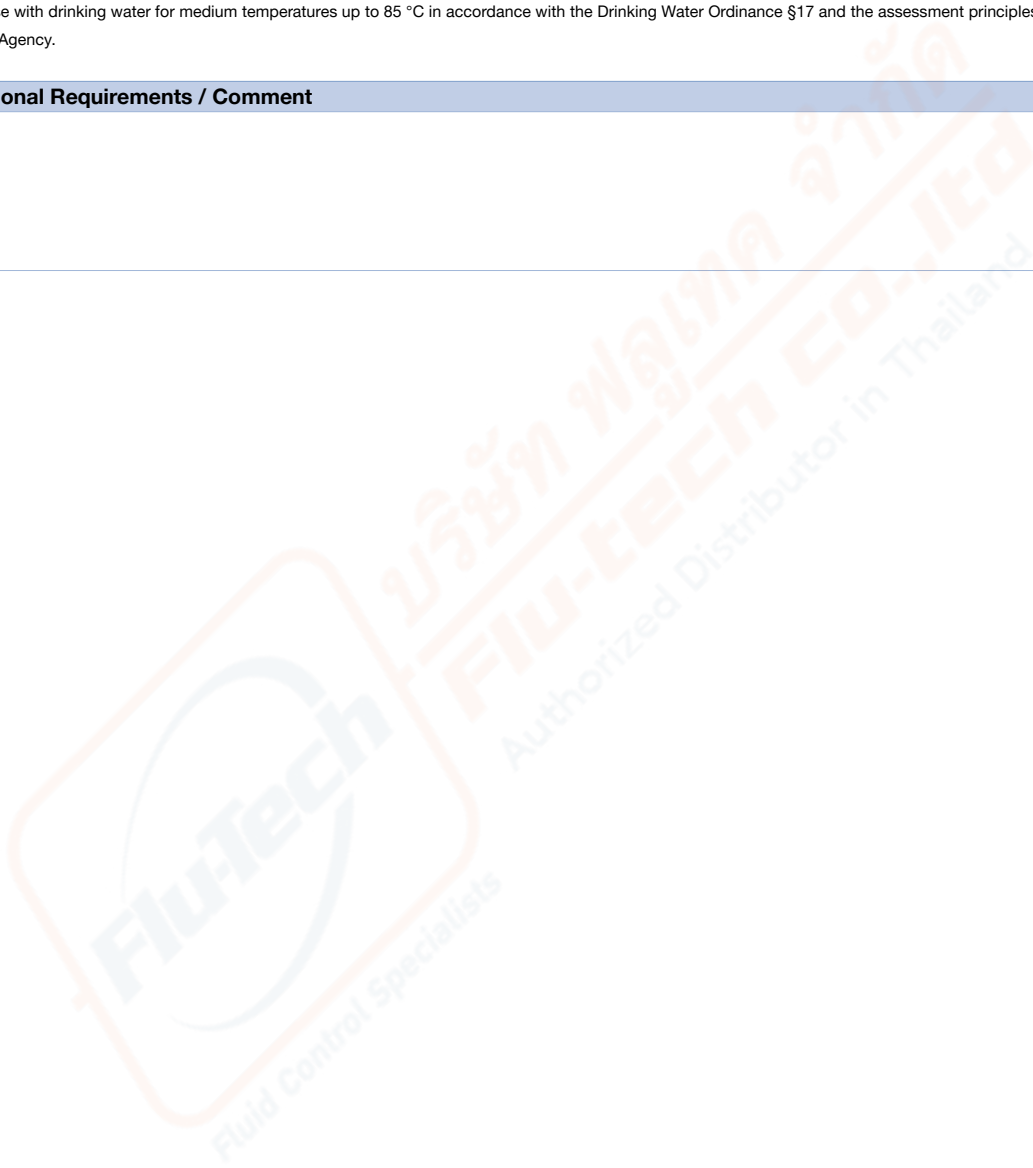 se with drinking water for medium temperatures up to 85 °C in accordance with the Drinking Water Ordinance §17 and the assessment principles
Agency.
onal Requirements / Comment
บริษัท ฟลูเทค จำกัด
Flu-tech co.,ltd
Authorized Distributor in Thailand
Flu-Tech
Fluid Control Specialists